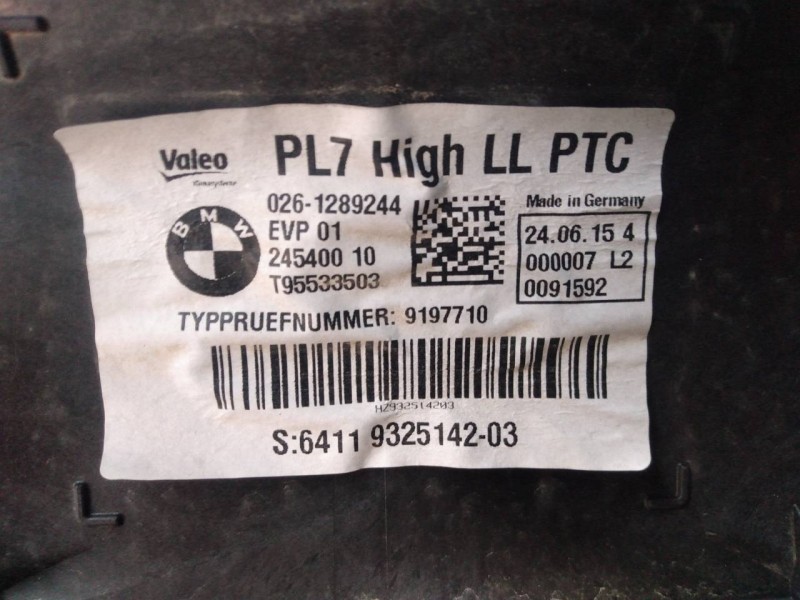 Valeo
PL7 High LL PTC
026-1289244
EVP 01
245400 10
T95533503
BMW
Made in Germany
24.06.15 4
000007 L2
0091592
TYPPRUEFNUMMER: 9197710
HZ932514203
S:6411 9325142-03